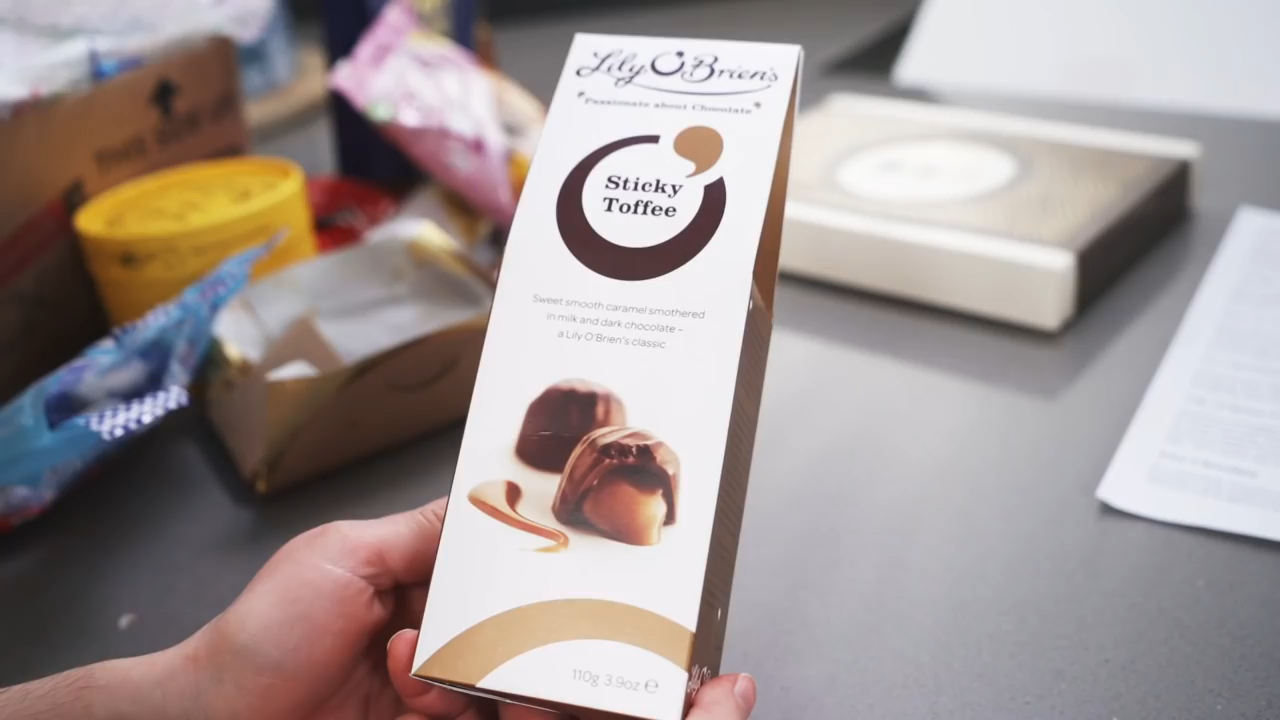 Lily O'Brien's
"Passionate about Chocolate"
Sticky
Toffee
Sweet smooth caramel smothered
in milk and dark chocolate –
a Lily O'Brien's classic
110g 3.9oz ℮